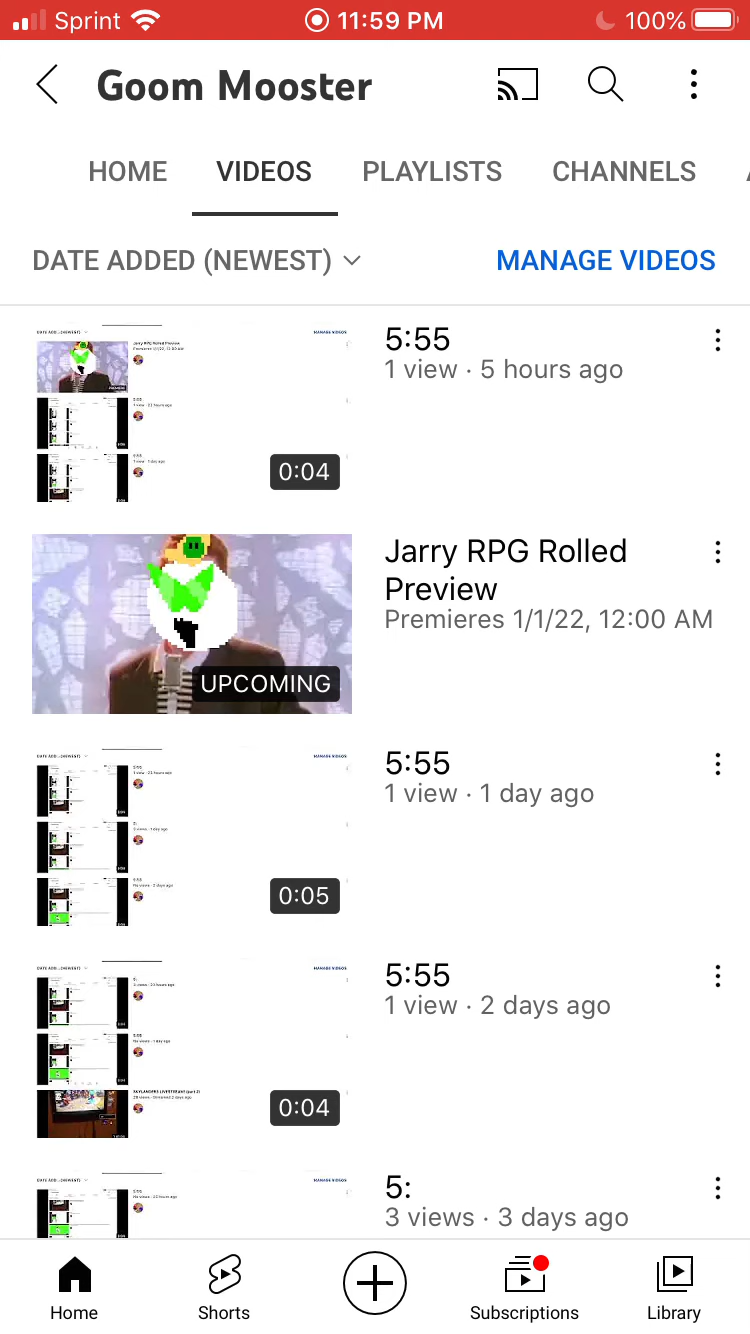 Sprint 11:59 PM 100%
Goom Mooster
HOME VIDEOS PLAYLISTS CHANNELS
DATE ADDED (NEWEST) MANAGE VIDEOS
5:55
1 view · 5 hours ago
0:04
Jarry RPG Rolled
Preview
Premieres 1/1/22, 12:00 AM
UPCOMING
5:55
1 view · 1 day ago
0:05
5:55
1 view · 2 days ago
0:04
5:
3 views · 3 days ago
Home Shorts Subscriptions Library